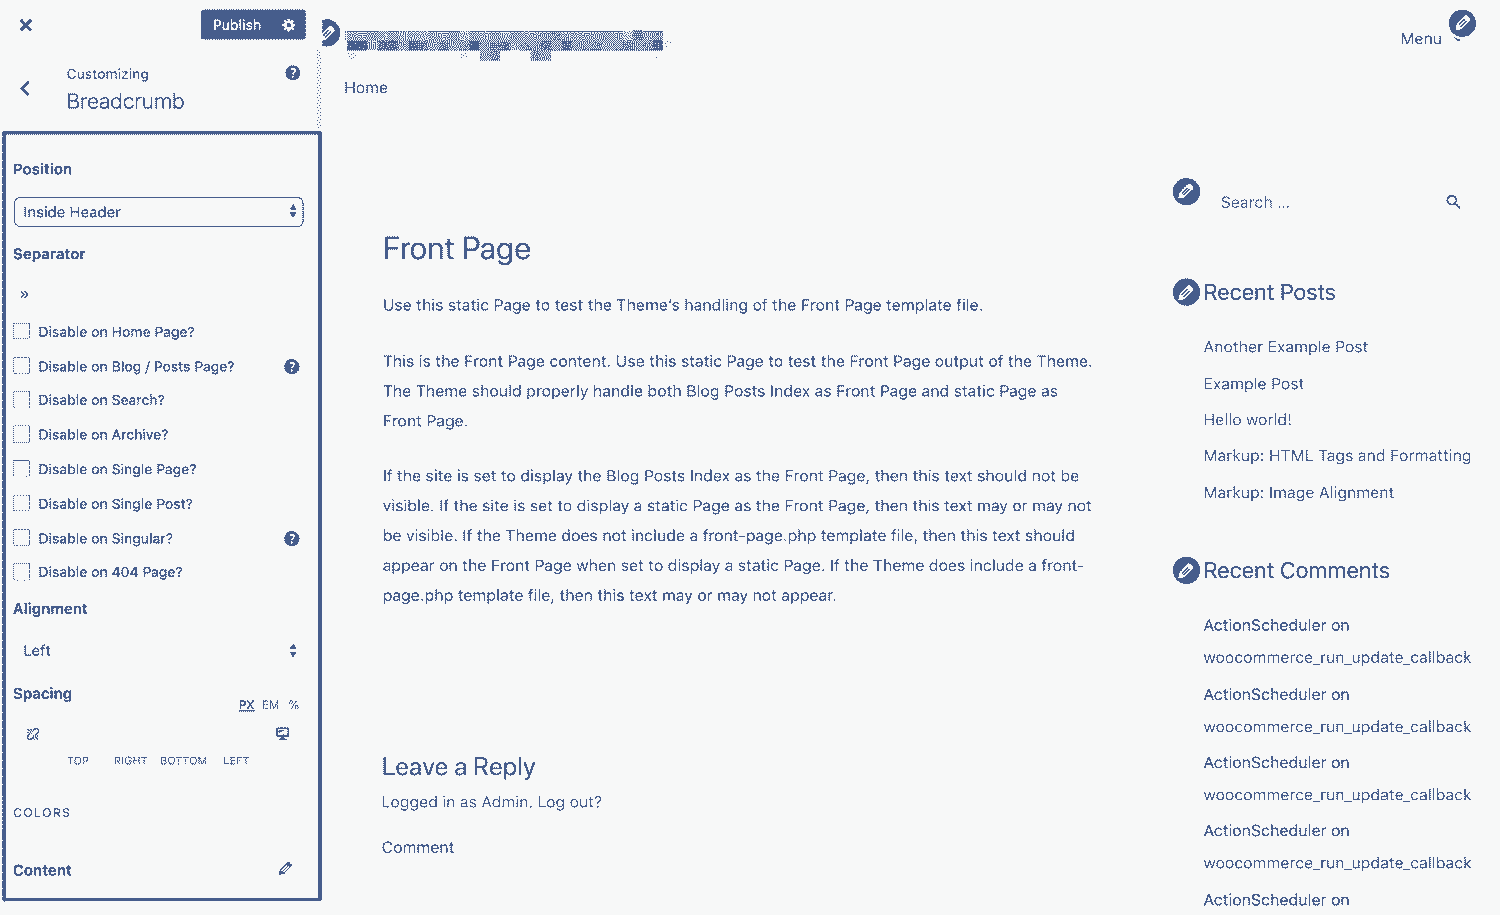 Publish
Customizing
Breadcrumb
Position
Inside Header
Separator
»
Disable on Home Page?
Disable on Blog / Posts Page?
Disable on Search?
Disable on Archive?
Disable on Single Page?
Disable on Single Post?
Disable on Singular?
Disable on 404 Page?
Alignment
Left
Spacing
PX EM %
TOP RIGHT BOTTOM LEFT
COLORS
Content
Menu
Home
Front Page
Use this static Page to test the Theme's handling of the Front Page template file.
This is the Front Page content. Use this static Page to test the Front Page output of the Theme.
The Theme should properly handle both Blog Posts Index as Front Page and static Page as
Front Page.
If the site is set to display the Blog Posts Index as the Front Page, then this text should not be
visible. If the site is set to display a static Page as the Front Page, then this text may or may not
be visible. If the Theme does not include a front-page.php template file, then this text should
appear on the Front Page when set to display a static Page. If the Theme does include a front-
page.php template file, then this text may or may not appear.
Leave a Reply
Logged in as Admin. Log out?
Comment
Search ...
Recent Posts
Another Example Post
Example Post
Hello world!
Markup: HTML Tags and Formatting
Markup: Image Alignment
Recent Comments
ActionScheduler on
woocommerce_run_update_callback
ActionScheduler on
woocommerce_run_update_callback
ActionScheduler on
woocommerce_run_update_callback
ActionScheduler on
woocommerce_run_update_callback
ActionScheduler on